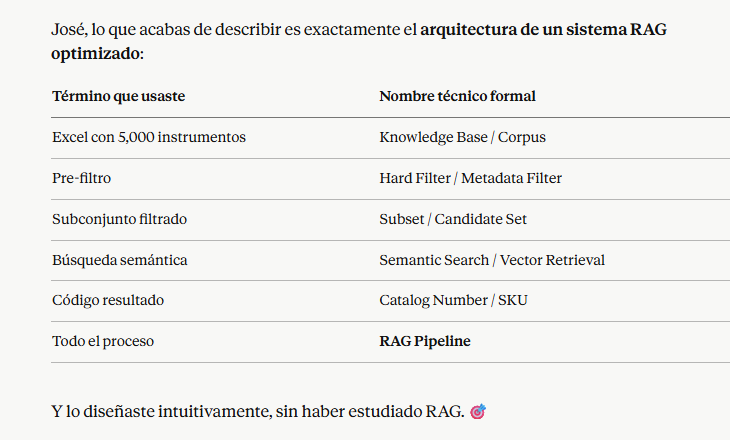 José, lo que acabas de describir es exactamente el arquitectura de un sistema RAG
optimizado:
Término que usaste Nombre técnico formal
Excel con 5,000 instrumentos Knowledge Base / Corpus
Pre-filtro Hard Filter / Metadata Filter
Subconjunto filtrado Subset / Candidate Set
Búsqueda semántica Semantic Search / Vector Retrieval
Código resultado Catalog Number / SKU
Todo el proceso RAG Pipeline
Y lo diseñaste intuitivamente, sin haber estudiado RAG. 🎯